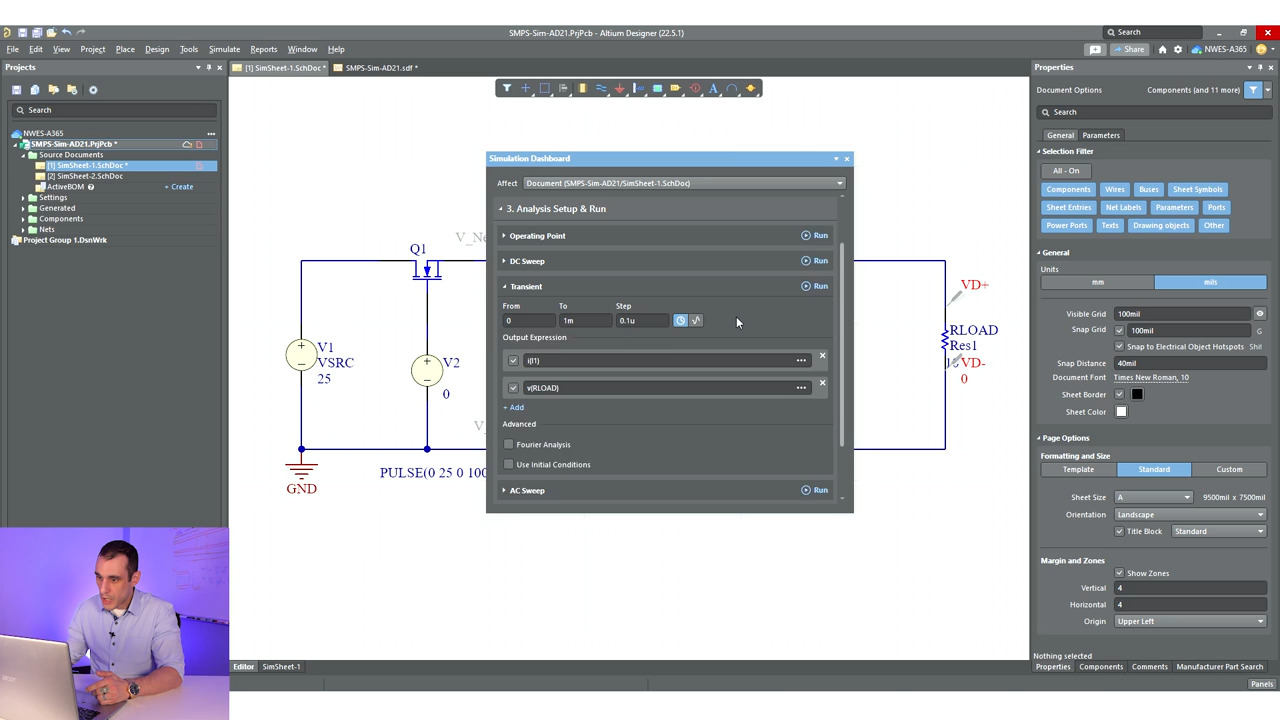 SMPS-Sim-AD21.PrjPcb - Altium Designer (22.5.1)
Search
File Edit View Project Place Design Tools Simulate Reports Window Help
Share
NWES-A365
Projects
[1] SimSheet-1.SchDoc *
SMPS-Sim-AD21.sdf *
Search
NWES-A365
SMPS-Sim-AD21.PrjPcb *
Source Documents
[1] SimSheet-1.SchDoc *
[2] SimSheet-2.SchDoc
ActiveBOM
+ Create
Settings
Generated
Components
Nets
Project Group 1.DsnWrk
Q1
V_Ne
V1
VSRC
25
V2
0
V_
PULSE(0 25 0 100
GND
VD+
RLOAD
Res1
VD-
0
Simulation Dashboard
Affect
Document (SMPS-Sim-AD21/SimSheet-1.SchDoc)
3. Analysis Setup & Run
Operating Point Run
DC Sweep Run
Transient Run
From To Step
0 1m 0.1u
Output Expression
i(l1)
v(RLOAD)
+ Add
Advanced
Fourier Analysis
Use Initial Conditions
AC Sweep Run
Properties
Document Options Components (and 11 more)
Search
General Parameters
Selection Filter
All - On
Components Wires Buses Sheet Symbols
Sheet Entries Net Labels Parameters Ports
Power Ports Texts Drawing objects Other
General
Units
mm mils
Visible Grid 100mil
Snap Grid 100mil G
Snap to Electrical Object Hotspots Shif
Snap Distance 40mil
Document Font Times New Roman, 10
Sheet Border
Sheet Color
Page Options
Formatting and Size
Template Standard Custom
Sheet Size A 9500mil x 7500mil
Orientation Landscape
Title Block Standard
Margin and Zones
Show Zones
Vertical 4
Horizontal 4
Origin Upper Left
Nothing selected
Editor SimSheet-1
Properties Components Comments Manufacturer Part Search
Panels